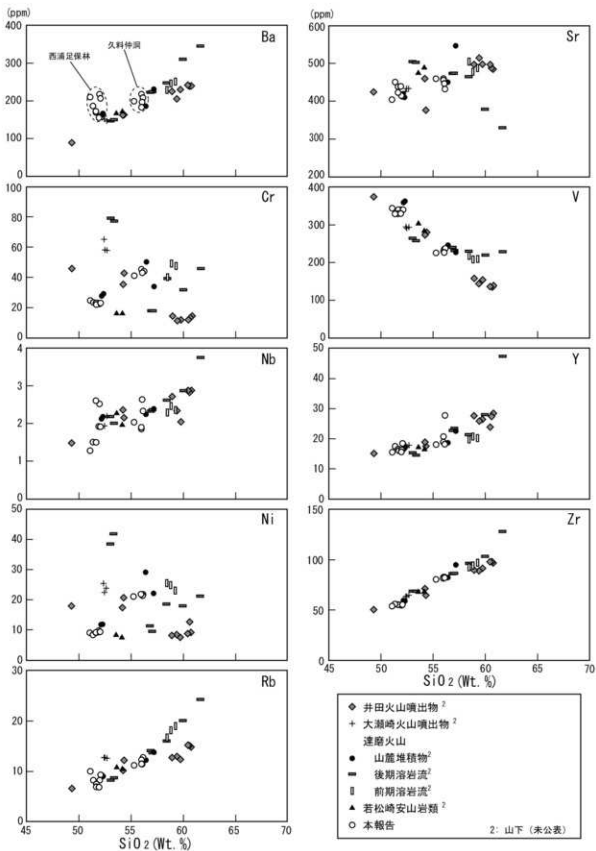 (ppm)
400
300
200
100
0
Ba
西浦足保林
久料仲洞
100
80
60
40
20
0
Cr
4
3
2
1
0
Nb
50
40
30
20
10
0
Ni
30
20
10
0
Rb
45 50 55 60 65 70
SiO2(Wt.%)
(ppm)
600
500
400
300
200
Sr
400
300
200
100
0
V
50
40
30
20
10
0
Y
150
100
50
0
Zr
45 50 55 60 65 70
SiO2(Wt.%)
井田火山噴出物 2
大瀬崎火山噴出物 2
達磨火山
山麓堆積物 2
後期溶岩流 2
前期溶岩流 2
若松崎安山岩類 2
本報告
2: 山下 (未公表)